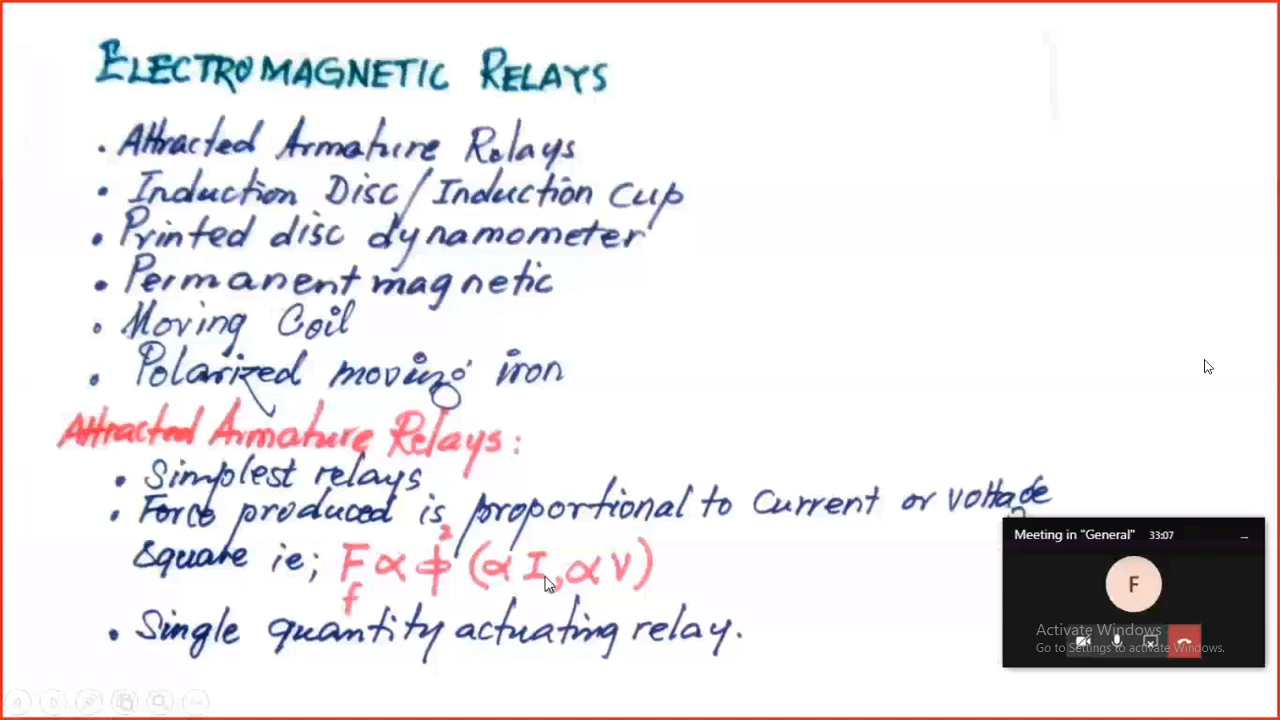 ELECTROMAGNETIC RELAYS
• Attracted Armature Relays
• Induction Disc/Induction Cup
• Printed disc dynamometer
• Permanent magnetic
• Moving Coil
• Polarized moving iron
Attracted Armature Relays:
• Simplest relays
• Force produced is proportional to Current or voltage
Square ie; F ∝ ϕ² (∝ I, ∝ V)
f
• Single quantity actuating relay.
Meeting in "General" 33:07
F
Activate Windows
Go to Settings to activate Windows.